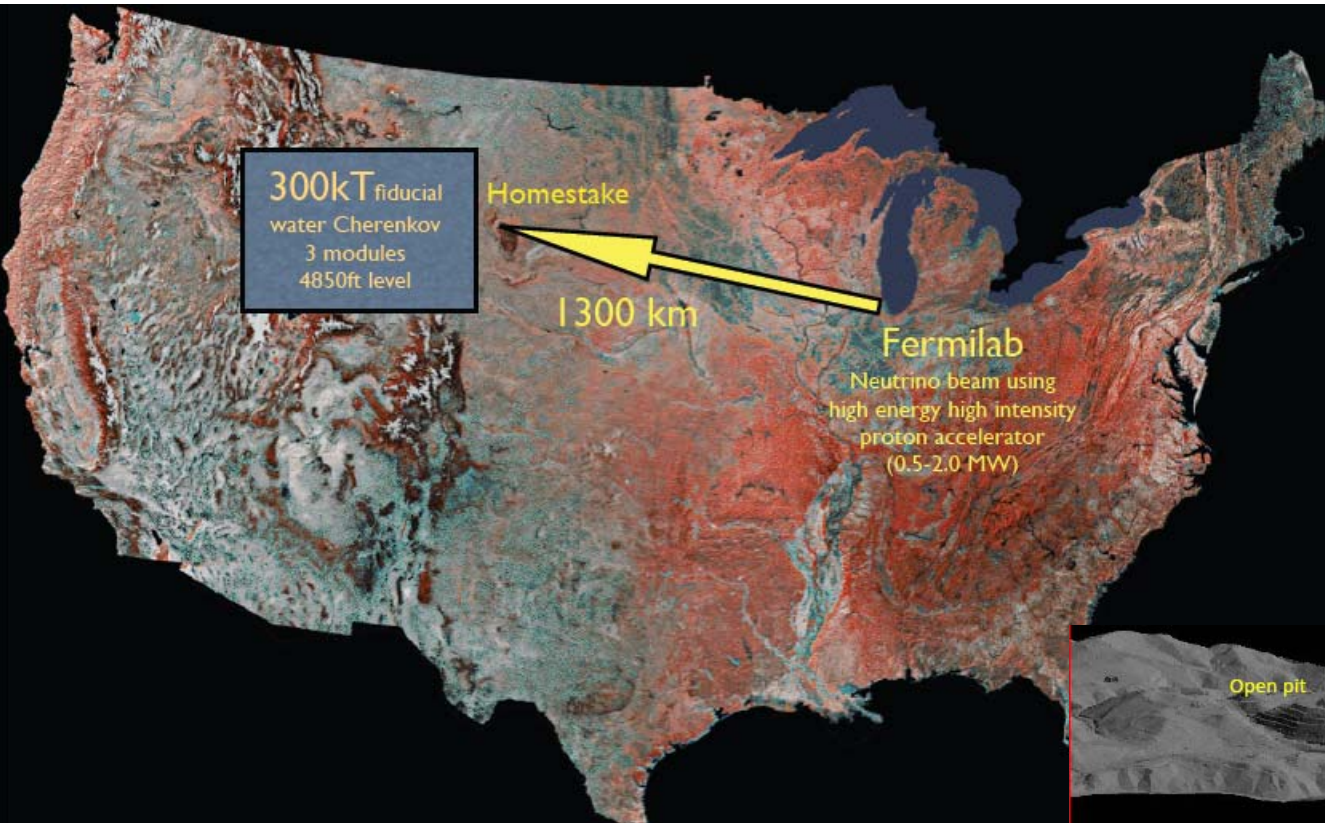 300kT fiducial
water Cherenkov
3 modules
4850ft level
Homestake
1300 km
Fermilab
Neutrino beam using
high energy high intensity
proton accelerator
(0.5-2.0 MW)
Open pit